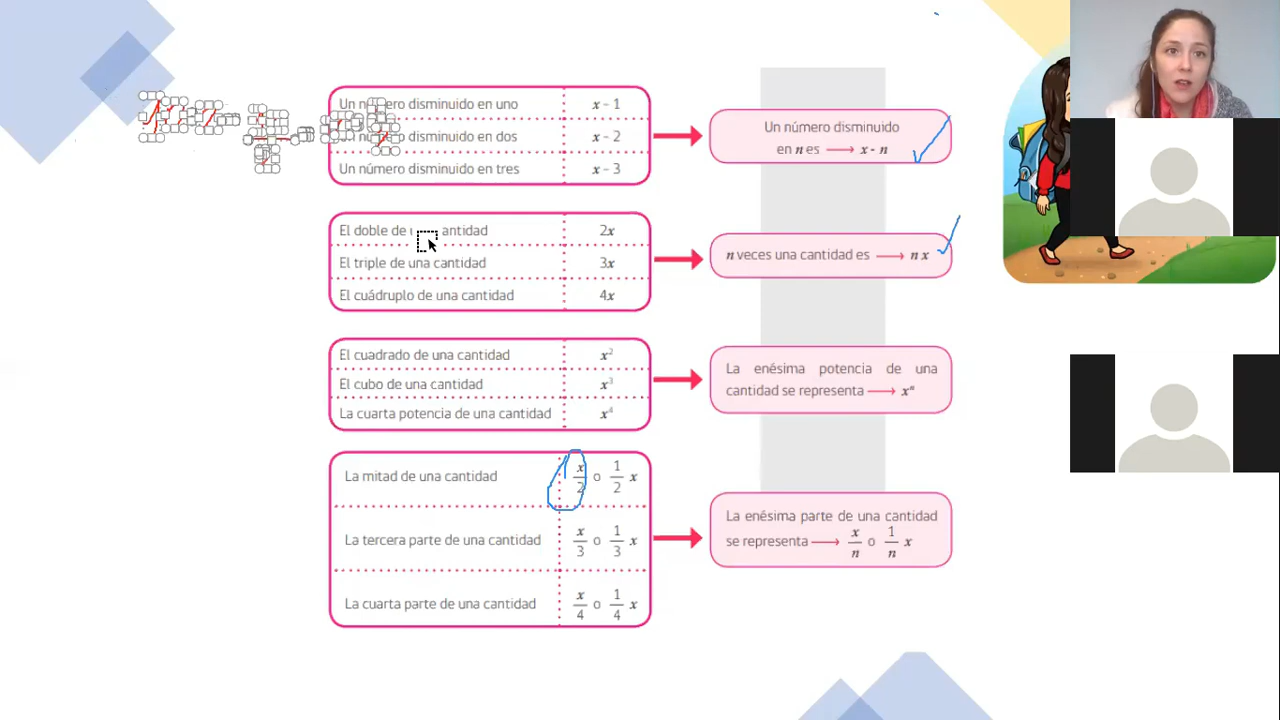 Un número disminuido en uno x - 1
número disminuido en dos x - 2
Un número disminuido en tres x - 3
Un número disminuido
en n es ⟶ x - n
El doble de antidad 2x
El triple de una cantidad 3x
El cuádruplo de una cantidad 4x
n veces una cantidad es ⟶ n x
El cuadrado de una cantidad x²
El cubo de una cantidad x³
La cuarta potencia de una cantidad x⁴
La enésima potencia de una
cantidad se representa ⟶ xⁿ
La mitad de una cantidad x/2 o 1/2 x
La tercera parte de una cantidad x/3 o 1/3 x
La cuarta parte de una cantidad x/4 o 1/4 x
La enésima parte de una cantidad
se representa ⟶ x/n o 1/n x